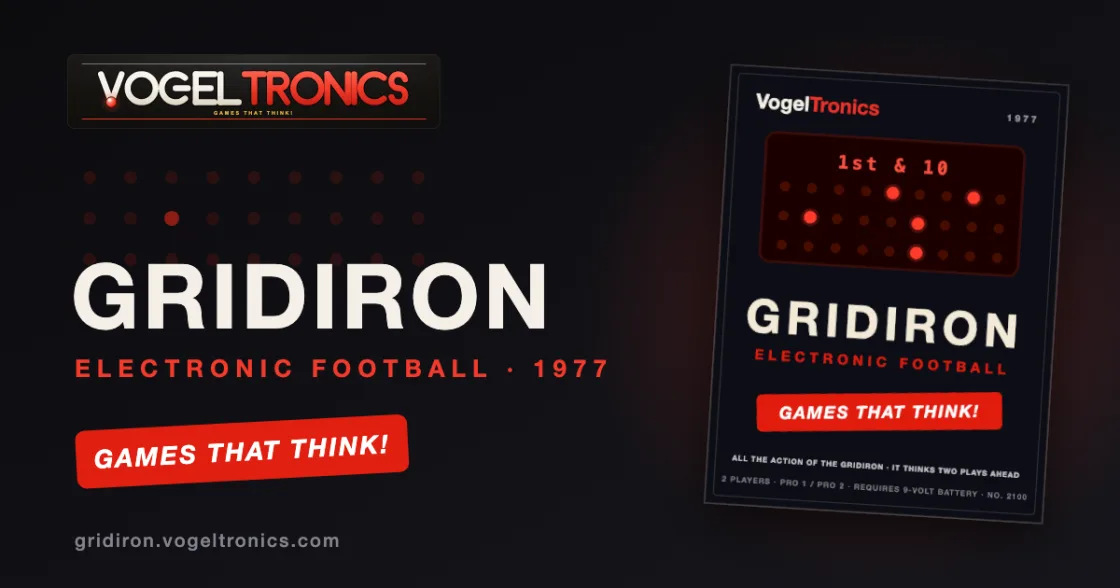 VOGELTRONICS
GAMES THAT THINK!
GRIDIRON
ELECTRONIC FOOTBALL · 1977
GAMES THAT THINK!
gridiron.vogeltronics.com
VogelTronics
1977
1st & 10
GRIDIRON
ELECTRONIC FOOTBALL
GAMES THAT THINK!
ALL THE ACTION OF THE GRIDIRON · IT THINKS TWO PLAYS AHEAD
2 PLAYERS · PRO 1 / PRO 2 · REQUIRES 9-VOLT BATTERY · NO. 2100